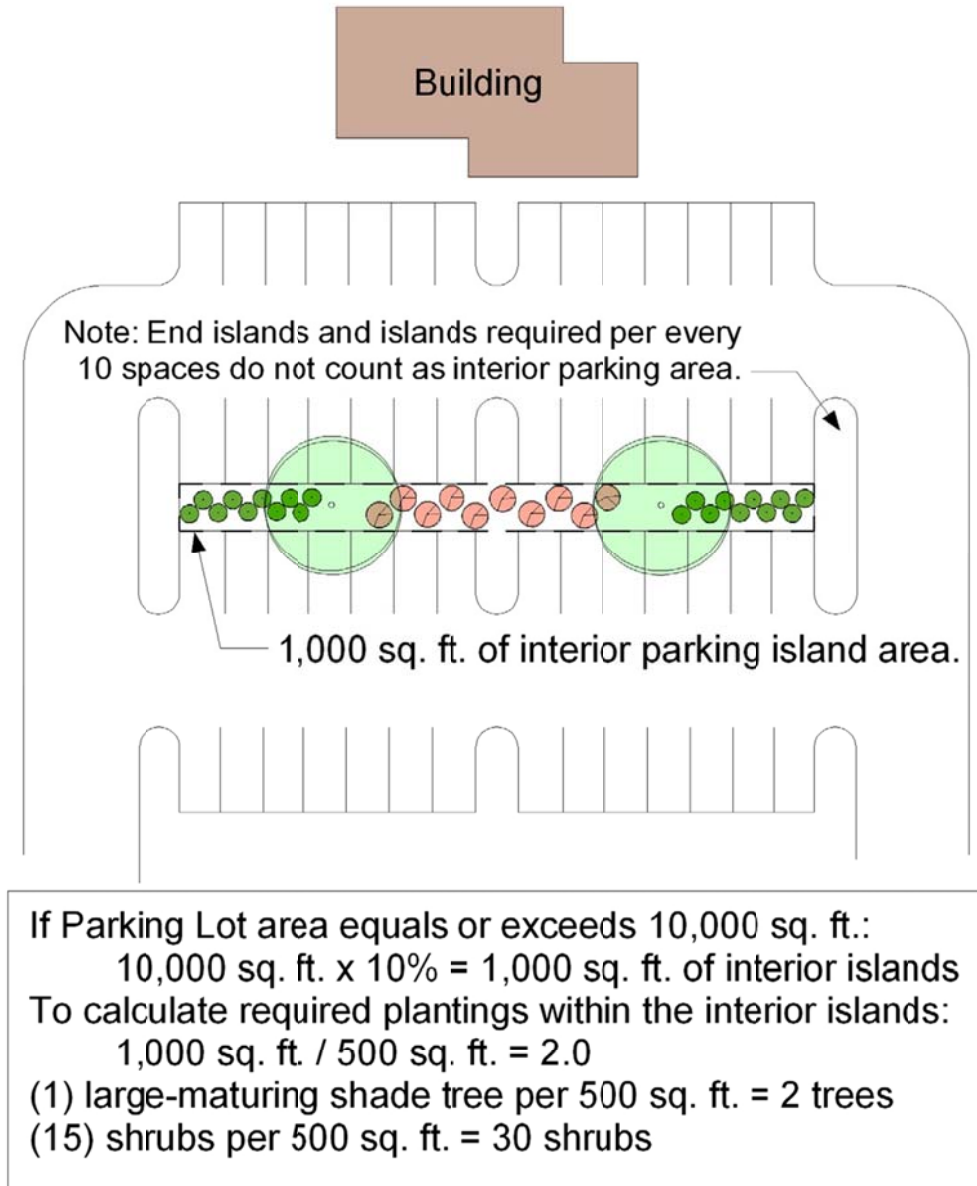 Building
Note: End islands and islands required per every
10 spaces do not count as interior parking area.
1,000 sq. ft. of interior parking island area.
If Parking Lot area equals or exceeds 10,000 sq. ft.:
10,000 sq. ft. x 10% = 1,000 sq. ft. of interior islands
To calculate required plantings within the interior islands:
1,000 sq. ft. / 500 sq. ft. = 2.0
(1) large-maturing shade tree per 500 sq. ft. = 2 trees
(15) shrubs per 500 sq. ft. = 30 shrubs